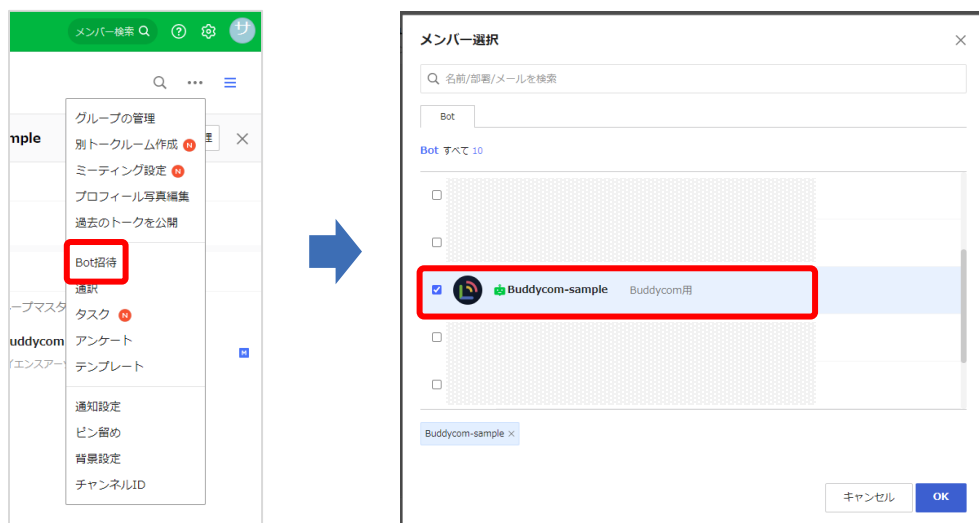 メンバー検索
サ
mple
グループの管理
別トークルーム作成 N
ミーティング設定 N
プロフィール写真編集
過去のトークを公開
Bot招待
通訳
タスク N
アンケート
テンプレート
通知設定
ピン留め
背景設定
チャンネルID
理
ープマスタ
uddycom
イエンスアー
H
メンバー選択
名前/部署/メールを検索
Bot
Bot すべて 10
Buddycom-sample Buddycom用
Buddycom-sample ×
キャンセル
OK